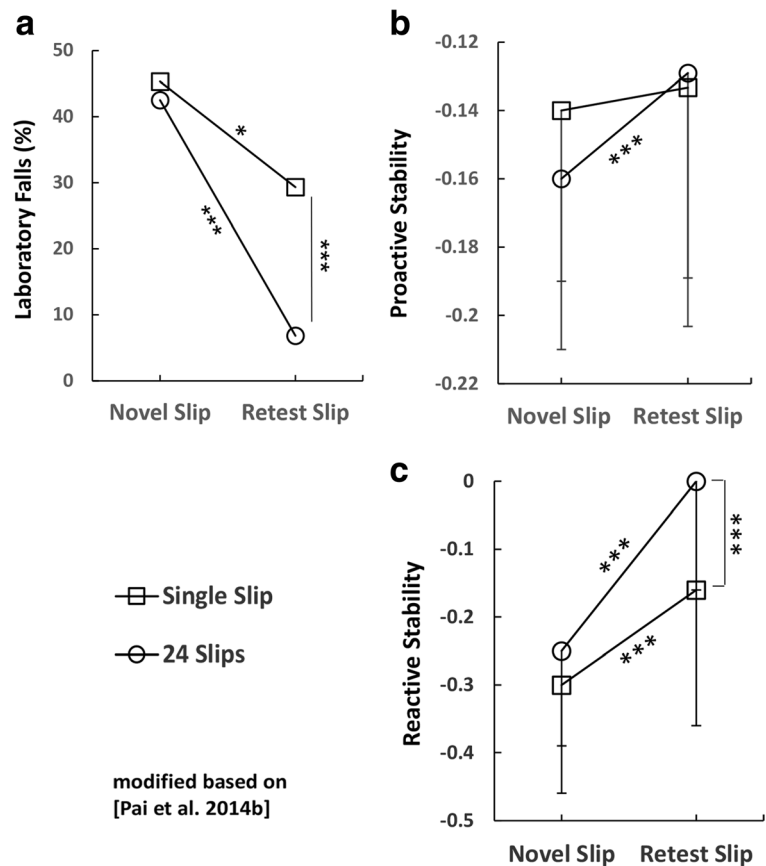 a
Laboratory Falls (%)
50
40
30
20
10
0
*
***
***
Novel Slip Retest Slip
b
Proactive Stability
-0.12
-0.14
-0.16
-0.18
-0.2
-0.22
***
Novel Slip Retest Slip
c
Reactive Stability
0
-0.1
-0.2
-0.3
-0.4
-0.5
***
***
***
Novel Slip Retest Slip
Single Slip
24 Slips
modified based on
[Pai et al. 2014b]